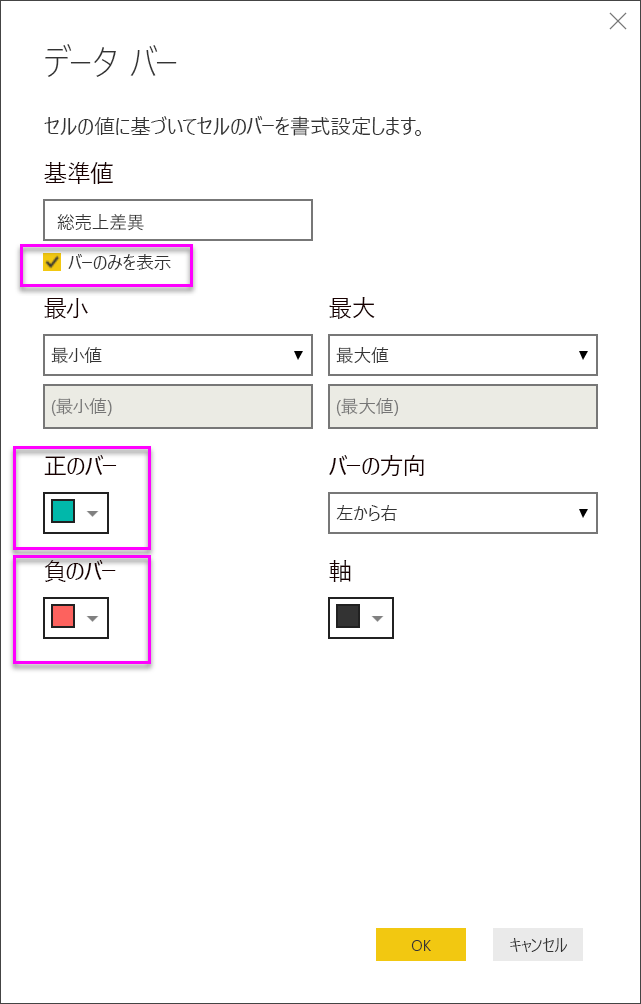 データ バー
セルの値に基づいてセルのバーを書式設定します。
基準値
総売上差異
バーのみを表示
最小 最大
最小値 最大値
(最小値) (最大値)
正のバー バーの方向
左から右
負のバー 軸
OK キャンセル